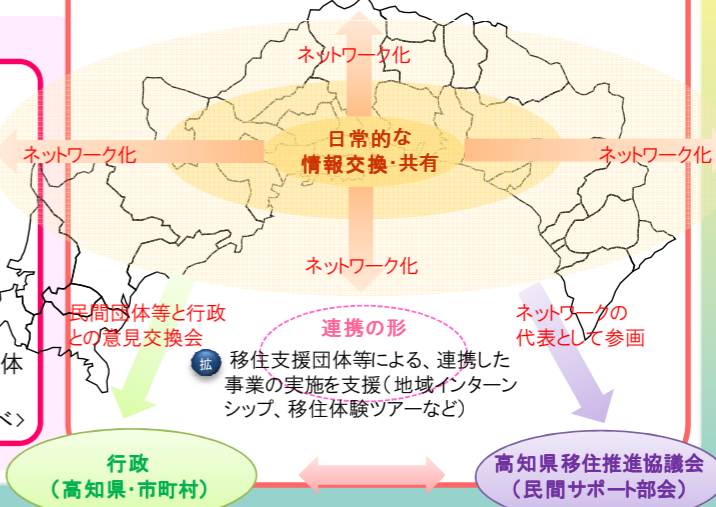 ネットワーク化
日常的な
情報交換・共有
ネットワーク化
ネットワーク化
ネットワーク化
民間団体等と行政
との意見交換会
連携の形
ネットワークの
代表として参画
拡 移住支援団体等による、連携した
事業の実施を支援（地域インターン
シップ、移住体験ツアーなど）
体
べ>
行政
（高知県・市町村）
高知県移住推進協議会
（民間サポート部会）